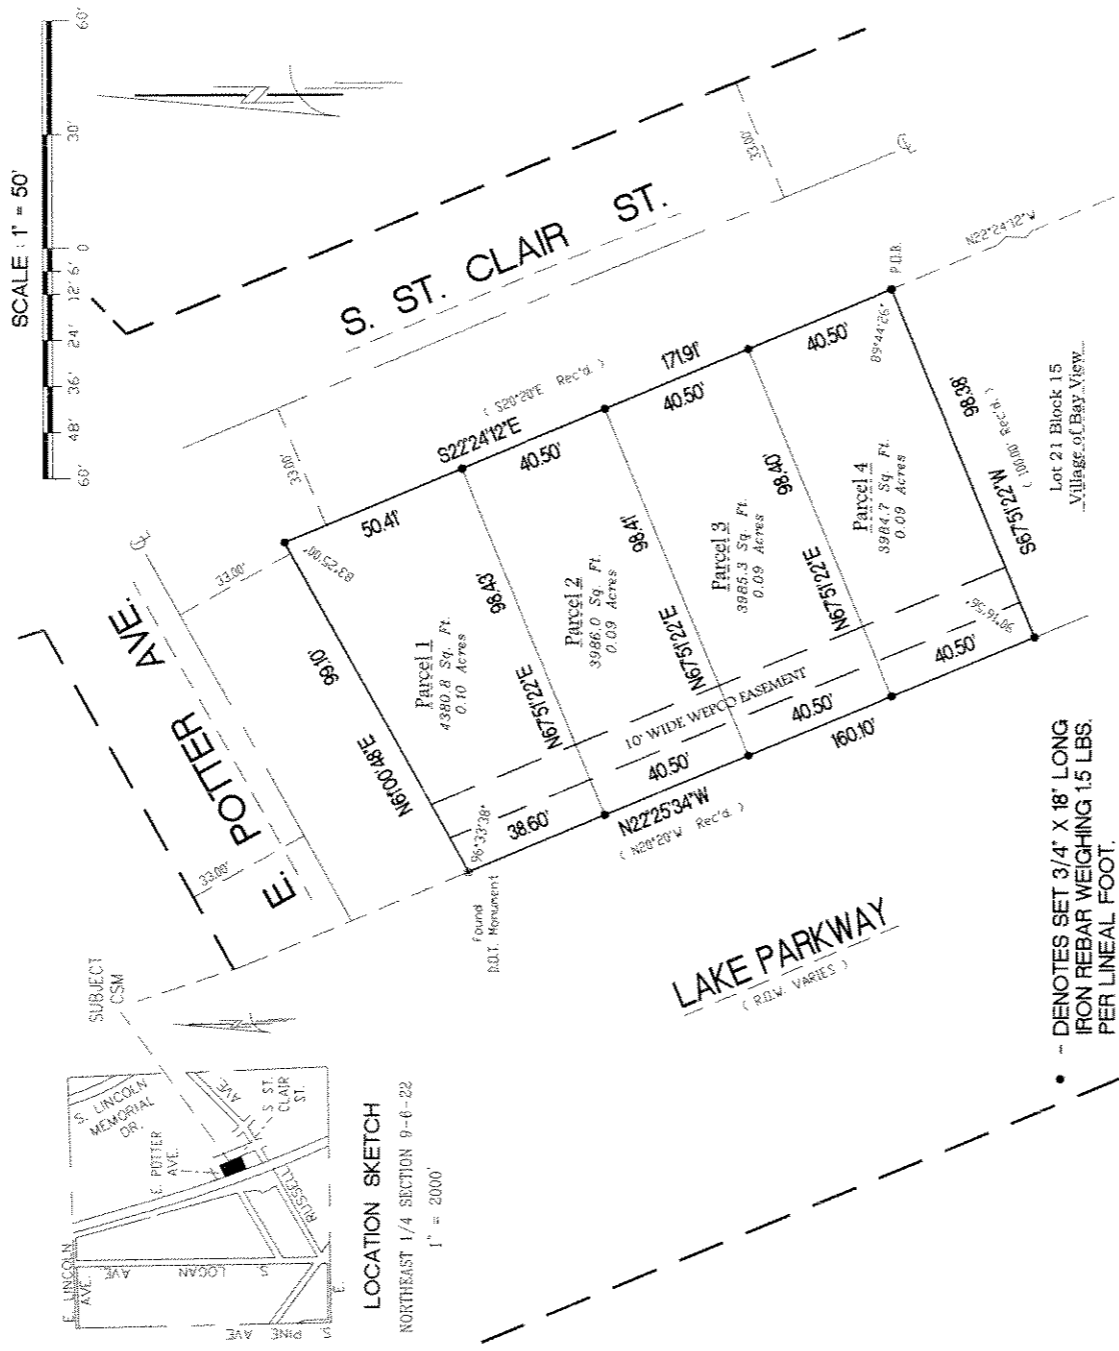 SCALE : 1" = 50'
60' 48' 36' 24' 12' 6' 0 30' 60'
E. POTTER AVE.
33.00'
33.00'
S. ST. CLAIR ST.
33.00'
33.00'
N61°00'48"E
99.10'
83°25'00"
96°33'38"
found
D.O.T. Monument
50.41'
S22°24'12"E
( S20°20'E Rec'd. )
40.50'
171.91'
40.50'
40.50'
89°44'26"
P.O.B.
N22°24'12"W
Parcel 1
4380.8 Sq. Ft.
0.10 Acres
N67°51'22"E
98.43'
Parcel 2
3986.0 Sq. Ft.
0.09 Acres
N67°51'22"E
98.41'
Parcel 3
3985.3 Sq. Ft.
0.09 Acres
N67°51'22"E
98.40'
Parcel 4
3984.7 Sq. Ft.
0.09 Acres
S67°51'22"W
98.38'
( 100.00' Rec'd. )
90°16'56"
10' WIDE WEPCO EASEMENT
38.60'
N22°25'34"W
( N20°20'W Rec'd. )
40.50'
40.50'
160.10'
40.50'
Lot 21 Block 15
Village of Bay View
LAKE PARKWAY
( R.O.W. VARIES )
SUBJECT
CSM
E. LINCOLN
AVE.
S. LINCOLN
MEMORIAL
DR.
E. POTTER
AVE.
AVE
S. ST.
CLAIR
ST.
RUSSELL
S. LOGAN AVE
S PINE AVE
E.
LOCATION SKETCH
NORTHEAST 1/4 SECTION 9-6-22
1" = 2000'
- DENOTES SET 3/4" X 18" LONG
IRON REBAR WEIGHING 1.5 LBS.
PER LINEAL FOOT.